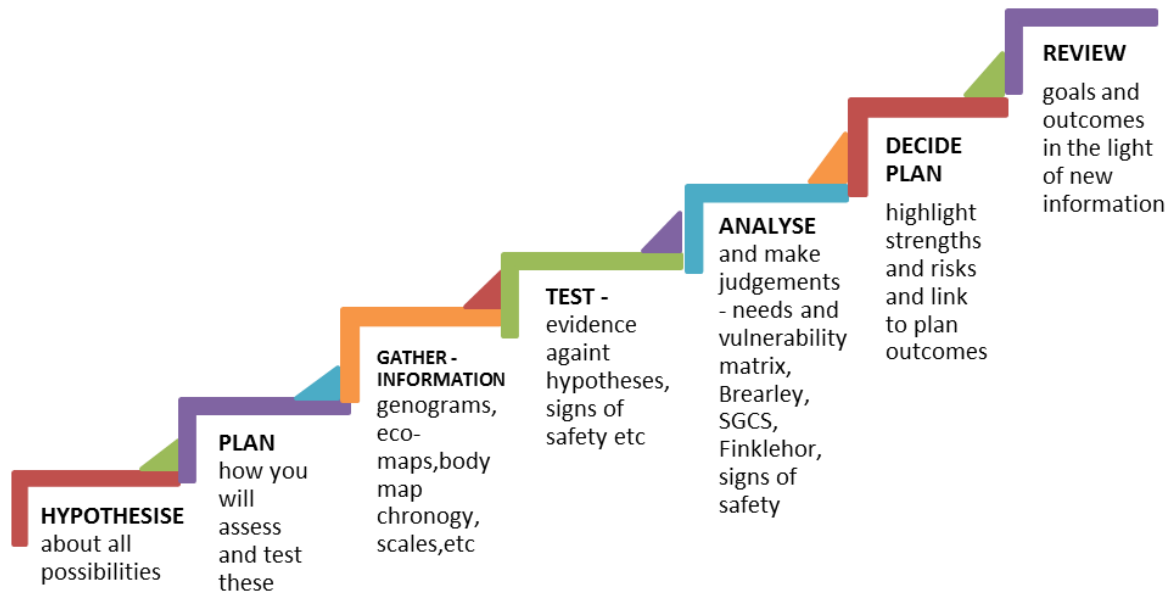 HYPOTHESISE
about all
possibilities
PLAN
how you
will
assess
and test
these
GATHER -
INFORMATION
genograms,
eco-
maps,body
map
chronogy,
scales,etc
TEST -
evidence
againt
hypotheses,
signs of
safety etc
ANALYSE
and make
judgements
- needs and
vulnerability
matrix,
Brearley,
SGCS,
Finklehor,
signs of
safety
DECIDE
PLAN
highlight
strengths
and risks
and link
to plan
outcomes
REVIEW
goals and
outcomes
in the light
of new
information